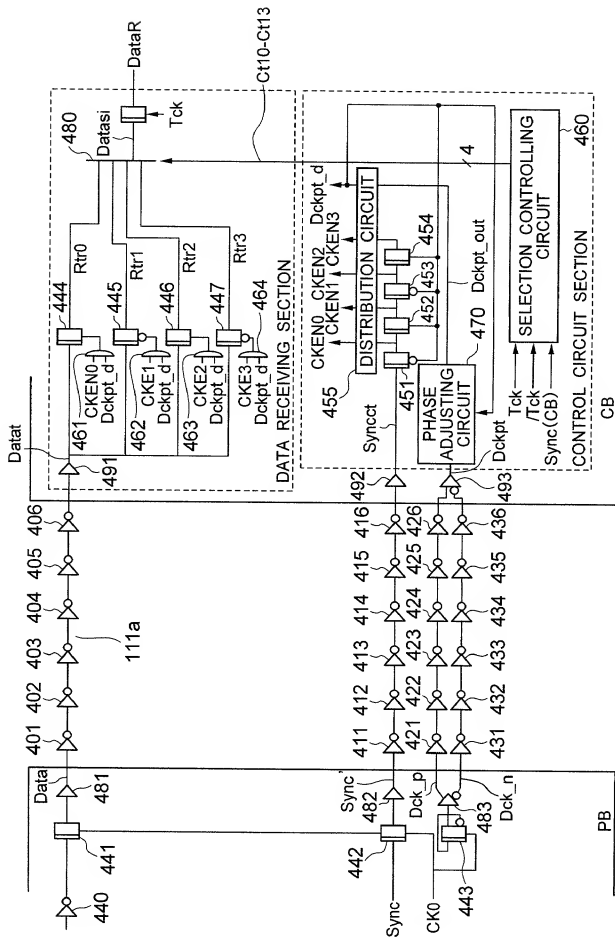 DataR
Ct10-Ct13
Datasi
Tck
480
Rtr0
Rtr1
Rtr2
Rtr3
444
445
446
447
464
CKEN0
Dckpt_d
CKE1
Dckpt_d
CKE2
Dckpt_d
CKE3
Dckpt_d
461
462
463
DATA RECEIVING SECTION
Datat
491
406
405
404
403
402
401
111a
Data
481
441
440
4
460
SELECTION CONTROLLING
CIRCUIT
Tck
/Tck
Sync(CB)
CONTROL CIRCUIT SECTION
CB
Dckpt_d
CKEN0
CKEN1
CKEN2
CKEN3
DISTRIBUTION CIRCUIT
455
451
452
453
454
Dckpt_out
470
PHASE
ADJUSTING
CIRCUIT
Syncct
Dckpt
492
493
416
415
414
413
412
411
426
425
424
423
422
421
436
435
434
433
432
431
Sync'
482
Dck_p
Dck_n
483
442
443
Sync
CK0
PB